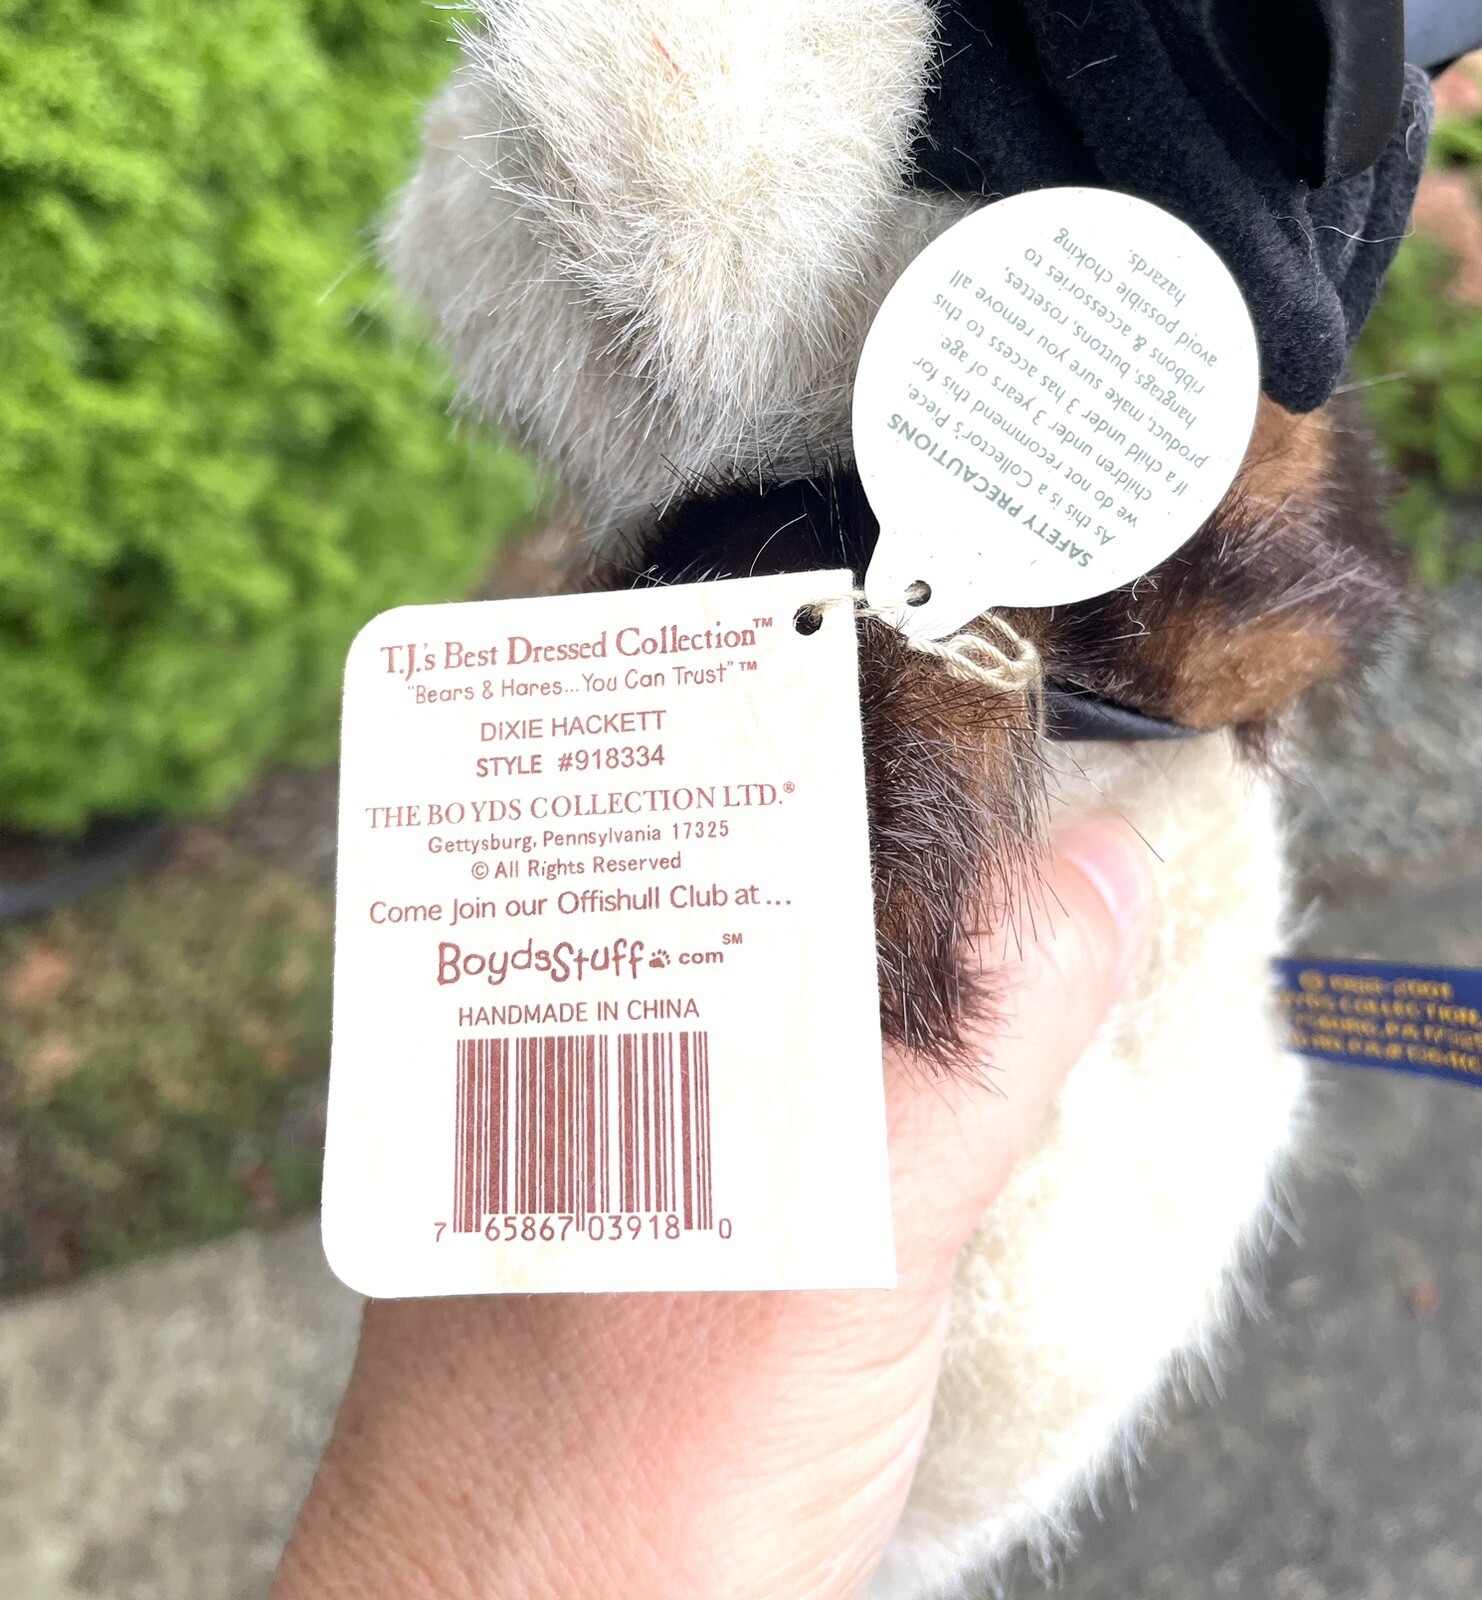 T.J.'s Best Dressed Collection™
"Bears & Hares...You Can Trust"™
DIXIE HACKETT
STYLE #918334
THE BOYDS COLLECTION LTD.®
Gettysburg, Pennsylvania 17325
© All Rights Reserved
Come Join our Offishull Club at...
BoydsStuff.com℠
HANDMADE IN CHINA
7 65867 03918 0
SAFETY PRECAUTIONS
As this is a Collector's Piece,
we do not recommend this for
children under 3 years of age.
If a child under 3 has access to this
product, make sure you remove all
hangtags, buttons, rosettes,
ribbons & accessories to
avoid possible choking
hazards.
COLLECTION